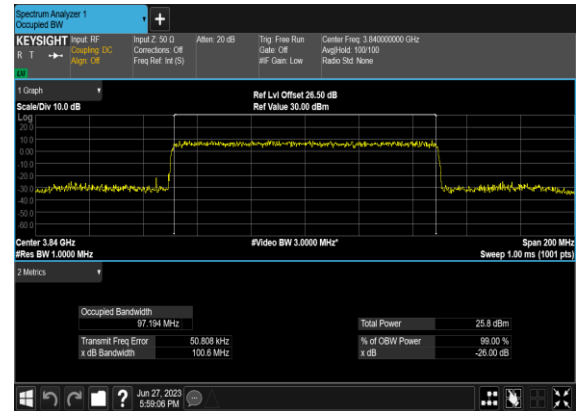 Spectrum Analyzer 1
Occupied BW
+
KEYSIGHT Input: RF Input Z: 50 Ω Atten: 20 dB Trig: Free Run Center Freq: 3.840000000 GHz
R T Coupling: DC Corrections: Off Gate: Off Avg|Hold: 100/100
Align: Off Freq Ref: Int (S) #IF Gain: Low Radio Std: None
1 Graph
Ref Lvl Offset 26.50 dB
Scale/Div 10.0 dB Ref Value 30.00 dBm
Log
20.0
10.0
0.00
-10.0
-20.0
-30.0
-40.0
-50.0
-60.0
Center 3.84 GHz #Video BW 3.0000 MHz* Span 200 MHz
#Res BW 1.0000 MHz Sweep 1.00 ms (1001 pts)
2 Metrics
Occupied Bandwidth
97.194 MHz Total Power 25.8 dBm
Transmit Freq Error 50.808 kHz % of OBW Power 99.00 %
x dB Bandwidth 100.6 MHz x dB -26.00 dB
? Jun 27, 2023
5:59:06 PM